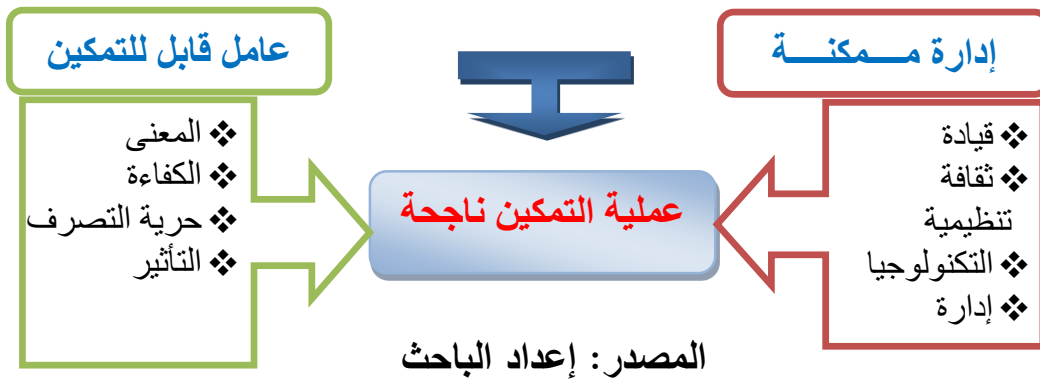 إدارة مــمكنــــة
❖ قيادة
❖ ثقافة
تنظيمية
❖ التكنولوجيا
❖ إدارة
عملية التمكين ناجحة
عامل قابل للتمكين
❖ المعنى
❖ الكفاءة
❖ حرية التصرف
❖ التأثير
المصدر: إعداد الباحث